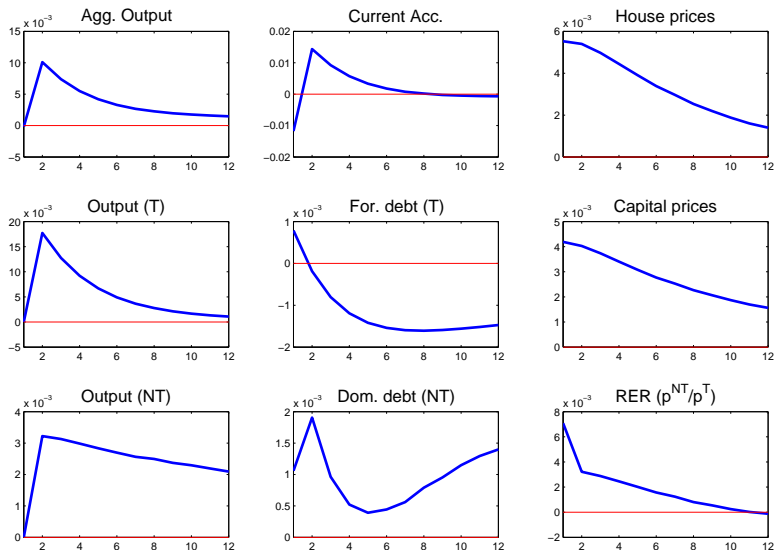 Agg. Output
x 10⁻³
15
10
5
0
−5
2 4 6 8 10 12
Current Acc.
0.02
0.01
0
−0.01
−0.02
2 4 6 8 10 12
House prices
x 10⁻³
6
4
2
0
2 4 6 8 10 12
Output (T)
x 10⁻³
20
15
10
5
0
−5
2 4 6 8 10 12
For. debt (T)
x 10⁻³
1
0
−1
−2
2 4 6 8 10 12
Capital prices
x 10⁻³
5
4
3
2
1
0
2 4 6 8 10 12
Output (NT)
x 10⁻³
4
3
2
1
0
2 4 6 8 10 12
Dom. debt (NT)
x 10⁻³
2
1.5
1
0.5
0
2 4 6 8 10 12
RER (pᴺᵀ/pᵀ)
x 10⁻³
8
6
4
2
0
−2
2 4 6 8 10 12